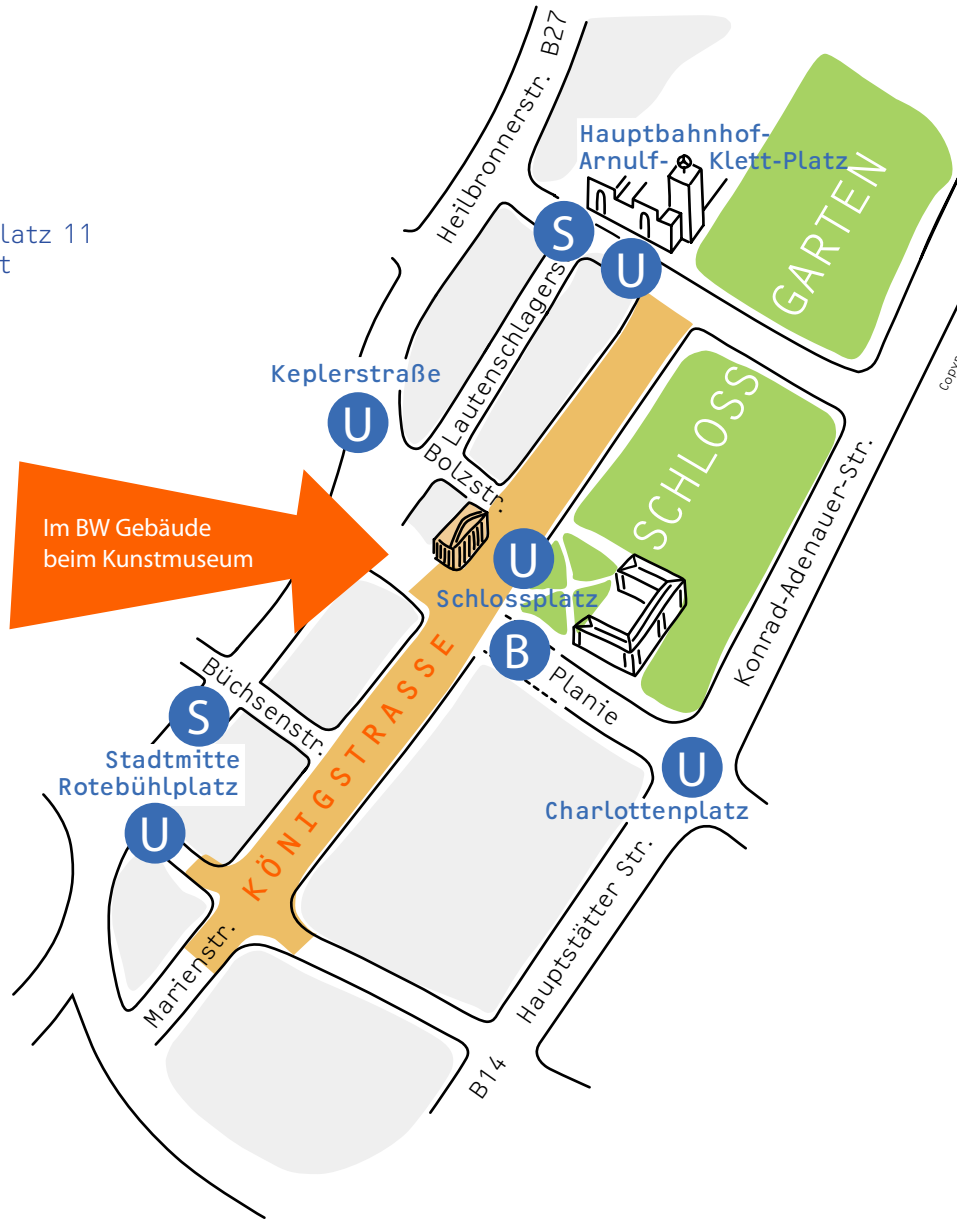 Heilbronnerstr. B27
Hauptbahnhof-
Arnulf- Klett-Platz
GARTEN
latz 11
t
S
U
Lautenschlagers
Keplerstraße
U
SCHLOSS
Bolzstr.
Konrad-Adenauer-Str.
Im BW Gebäude
beim Kunstmuseum
U
Schlossplatz
B
Planie
KÖNIGSTRASSE
Büchsenstr.
S
Stadtmitte
Rotebühlplatz
U
U
Charlottenplatz
Hauptstätter Str.
Marienstr.
B14